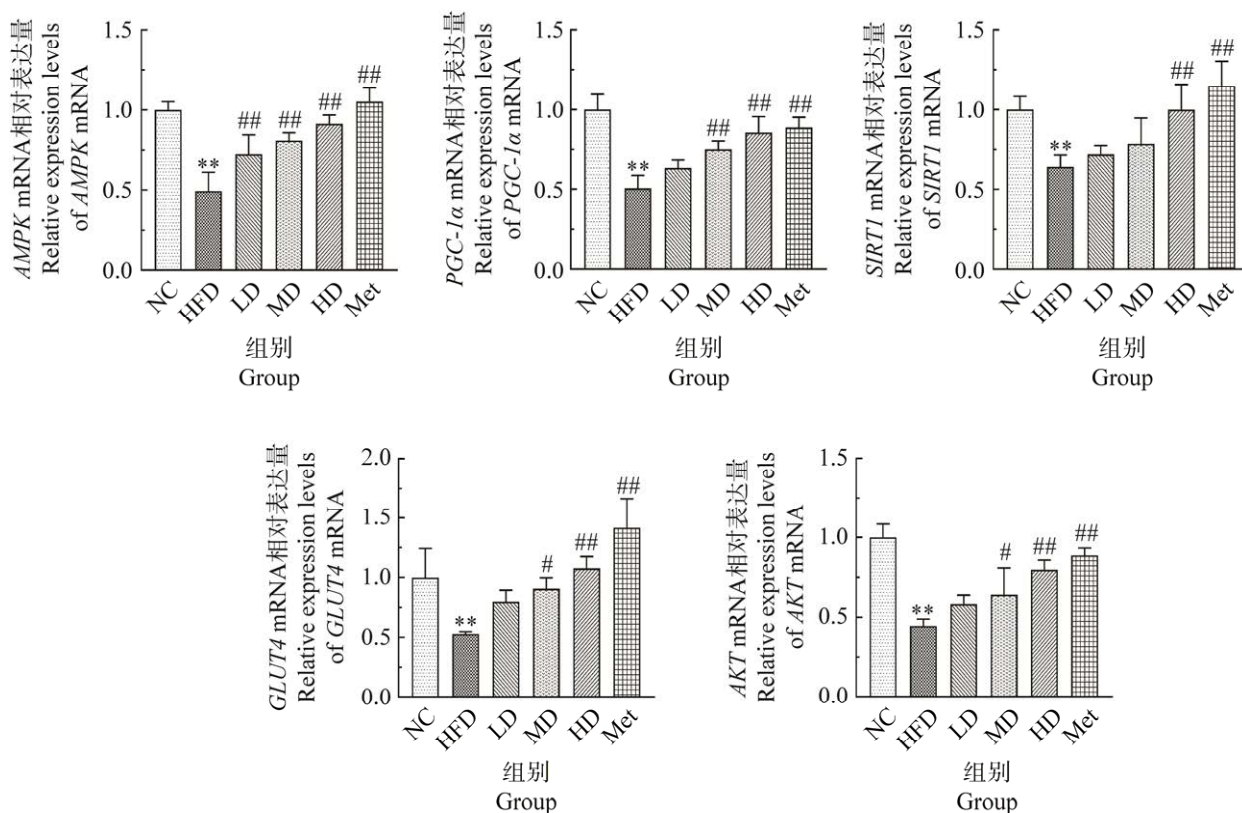 AMPK mRNA相对表达量
Relative expression levels
of AMPK mRNA
1.5
1.0
0.5
0.0
**
##
##
##
##
NC
HFD
LD
MD
HD
Met
组别
Group
PGC-1α mRNA相对表达量
Relative expression levels
of PGC-1α mRNA
1.5
1.0
0.5
0.0
**
##
##
##
NC
HFD
LD
MD
HD
Met
组别
Group
SIRT1 mRNA相对表达量
Relative expression levels
of SIRT1 mRNA
1.5
1.0
0.5
0.0
**
##
##
NC
HFD
LD
MD
HD
Met
组别
Group
GLUT4 mRNA相对表达量
Relative expression levels
of GLUT4 mRNA
2.0
1.5
1.0
0.5
0.0
**
#
##
##
NC
HFD
LD
MD
HD
Met
组别
Group
AKT mRNA相对表达量
Relative expression levels
of AKT mRNA
1.5
1.0
0.5
0.0
**
#
##
##
NC
HFD
LD
MD
HD
Met
组别
Group